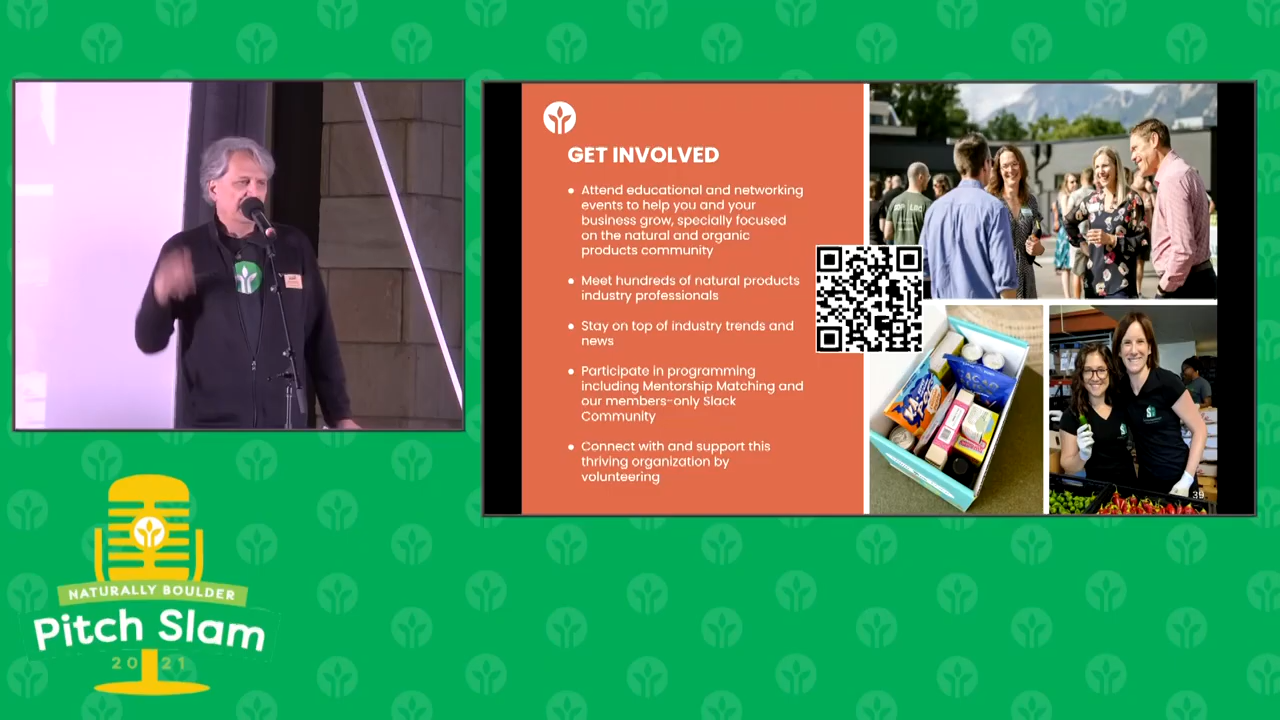 GET INVOLVED
• Attend educational and networking
events to help you and your
business grow, specially focused
on the natural and organic
products community
• Meet hundreds of natural products
industry professionals
• Stay on top of industry trends and
news
• Participate in programming
including Mentorship Matching and
our members-only Slack
Community
• Connect with and support this
thriving organization by
volunteering
39
NATURALLY BOULDER
Pitch Slam
2021